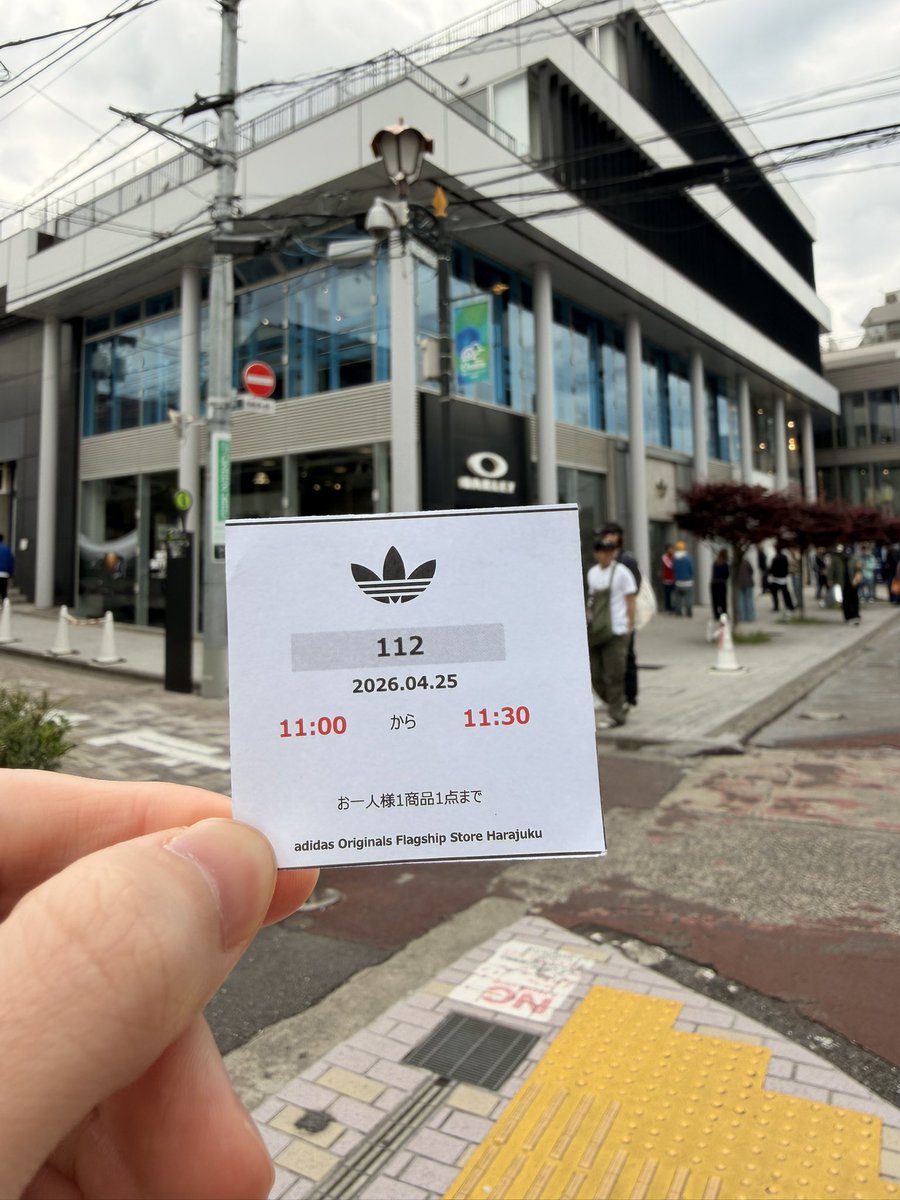 OAKLEY
112
2026.04.25
11:00 から 11:30
お一人様1商品1点まで
adidas Originals Flagship Store Harajuku
NO